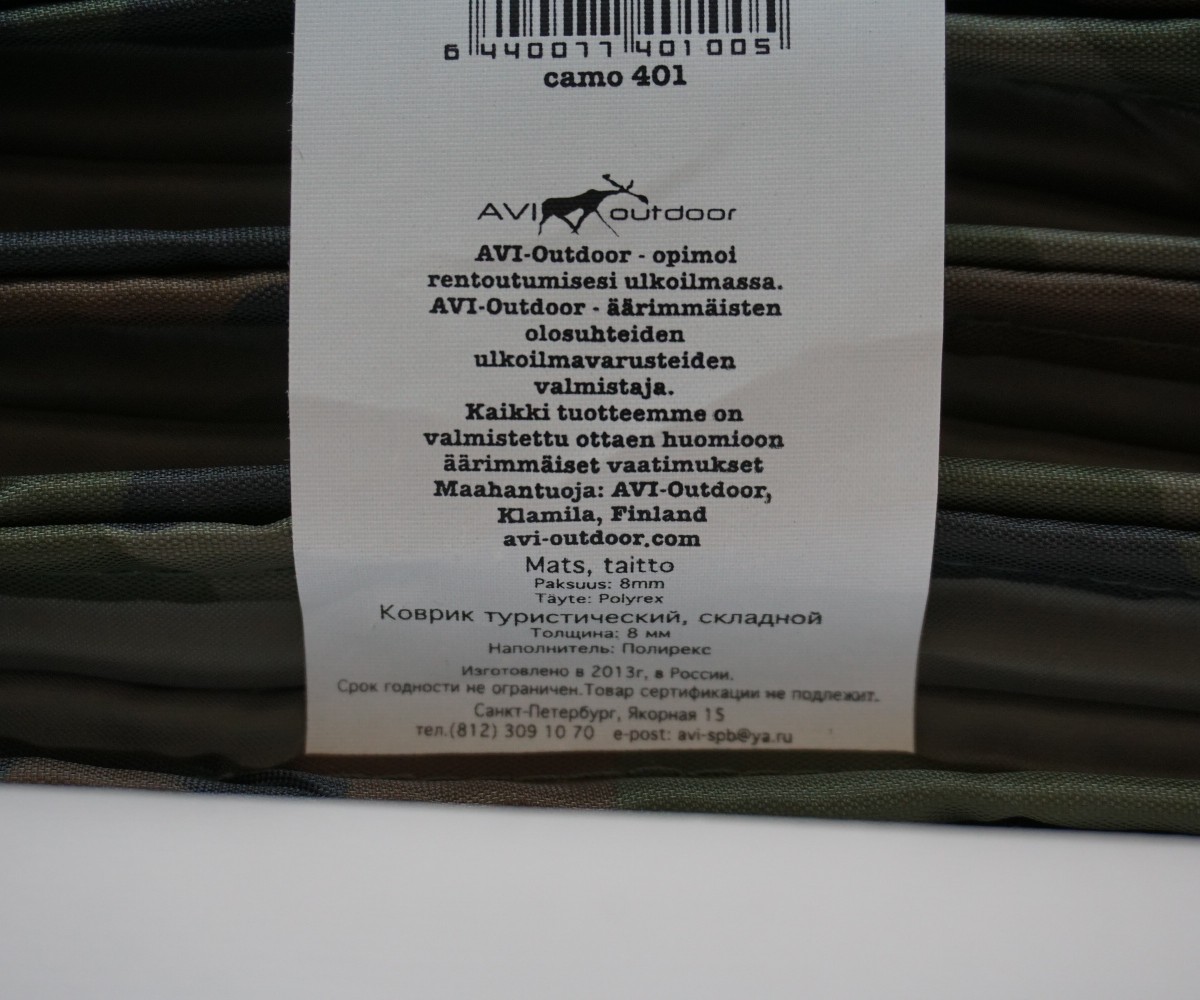 6 440077 401005
camo 401
AVI outdoor
AVI-Outdoor - opimoi
rentoutumisesi ulkoilmassa.
AVI-Outdoor - äärimmäisten
olosuhteiden
ulkoilmavarusteiden
valmistaja.
Kaikki tuotteemme on
valmistettu ottaen huomioon
äärimmäiset vaatimukset
Maahantuoja: AVI-Outdoor,
Klamila, Finland
avi-outdoor.com
Mats, taitto
Paksuus: 8mm
Täyte: Polyrex
Коврик туристический, складной
Толщина: 8 мм
Наполнитель: Полирекс
Изготовлено в 2013г, в России.
Срок годности не ограничен.Товар сертификации не подлежит.
Санкт-Петербург, Якорная 15
тел.(812) 309 10 70 e-post: avi-spb@ya.ru